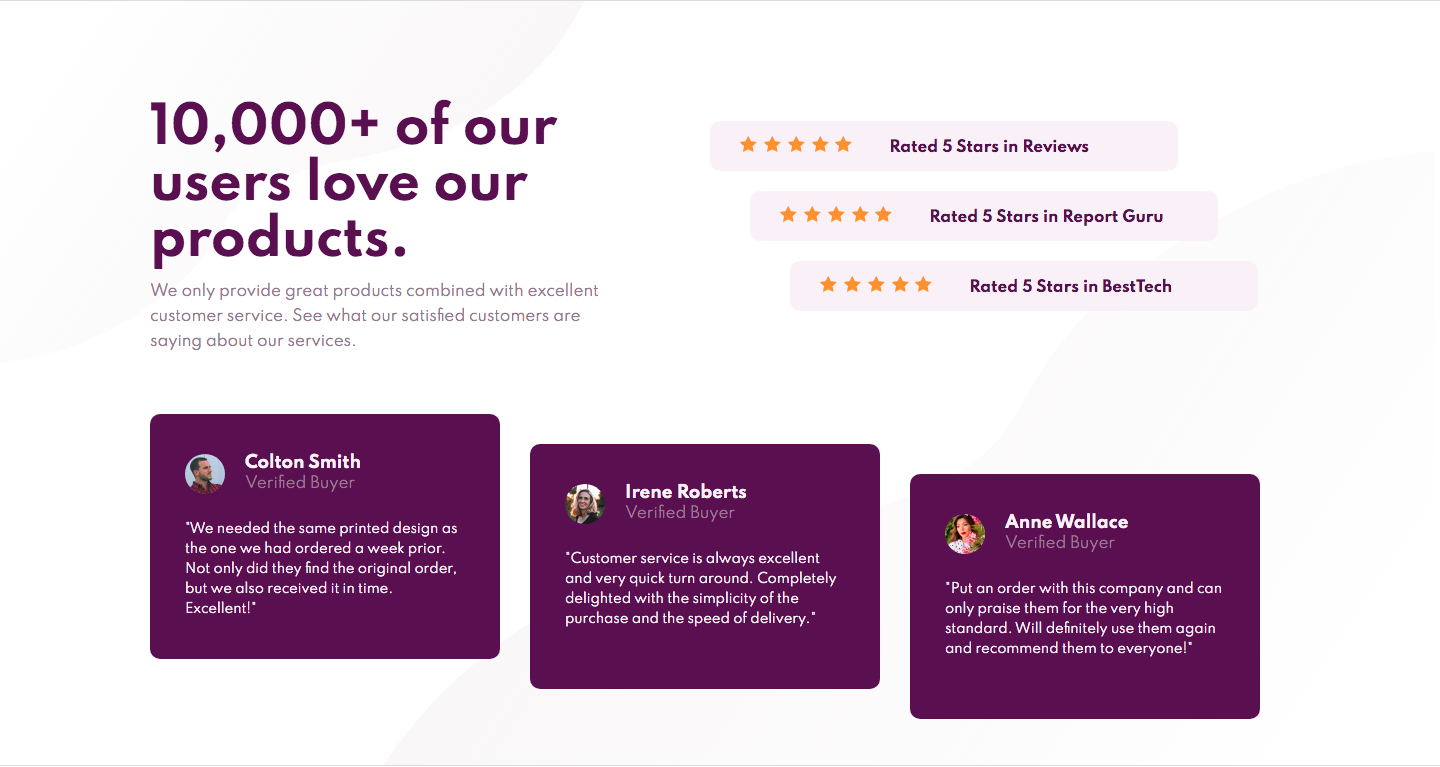 10,000+ of our
users love our
products.
We only provide great products combined with excellent
customer service. See what our satisfied customers are
saying about our services.
Rated 5 Stars in Reviews
Rated 5 Stars in Report Guru
Rated 5 Stars in BestTech
Colton Smith
Verified Buyer
"We needed the same printed design as
the one we had ordered a week prior.
Not only did they find the original order,
but we also received it in time.
Excellent!"
Irene Roberts
Verified Buyer
"Customer service is always excellent
and very quick turn around. Completely
delighted with the simplicity of the
purchase and the speed of delivery."
Anne Wallace
Verified Buyer
"Put an order with this company and can
only praise them for the very high
standard. Will definitely use them again
and recommend them to everyone!"